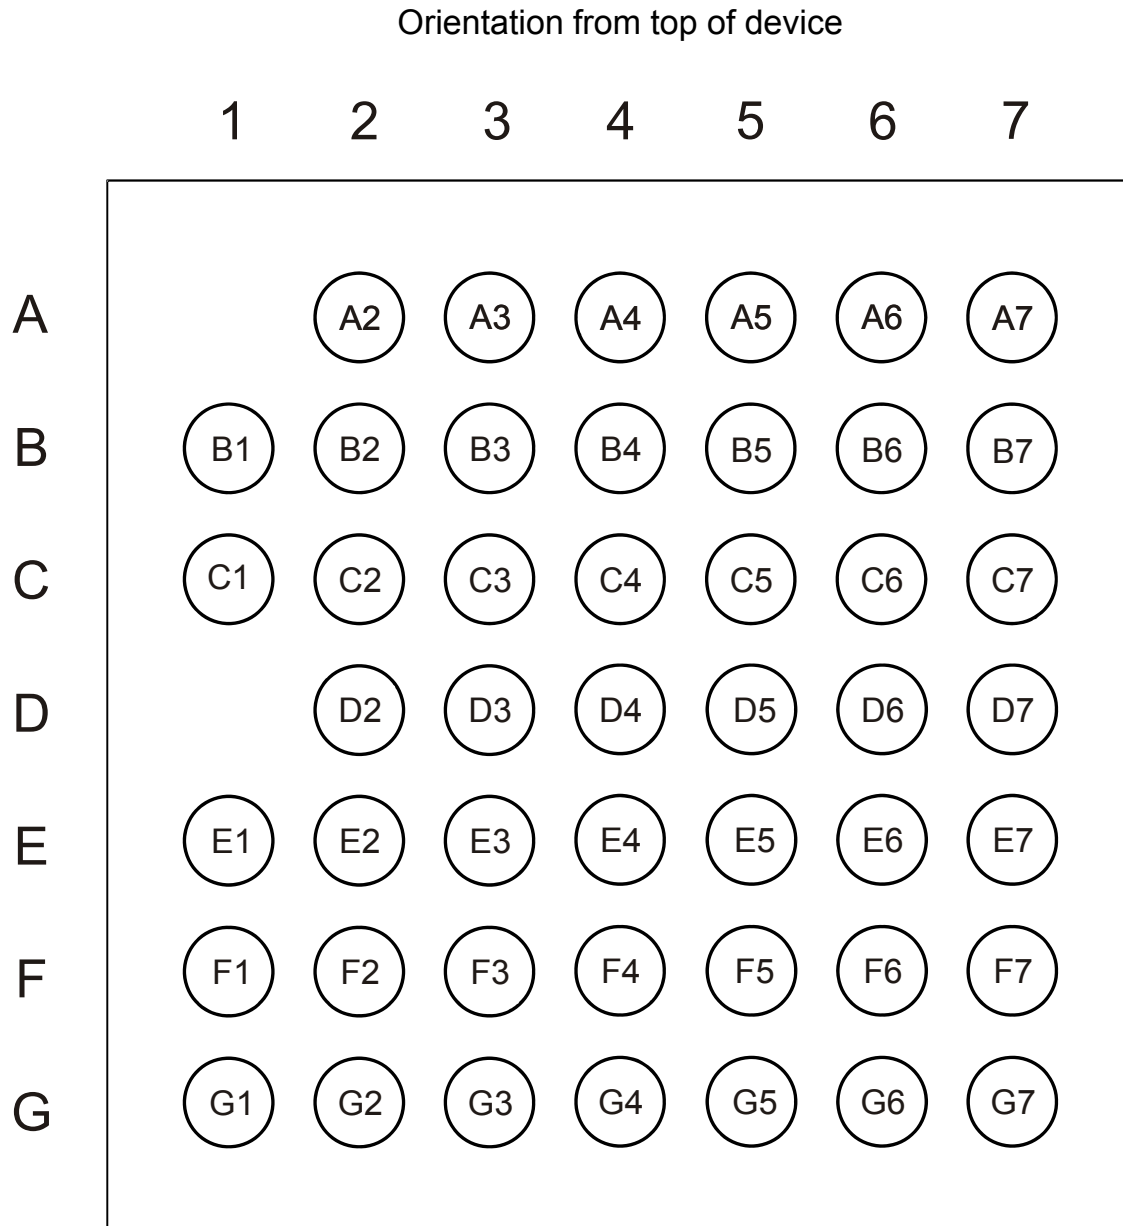 Orientation from top of device
1 2 3 4 5 6 7
A A2 A3 A4 A5 A6 A7
B B1 B2 B3 B4 B5 B6 B7
C C1 C2 C3 C4 C5 C6 C7
D D2 D3 D4 D5 D6 D7
E E1 E2 E3 E4 E5 E6 E7
F F1 F2 F3 F4 F5 F6 F7
G G1 G2 G3 G4 G5 G6 G7